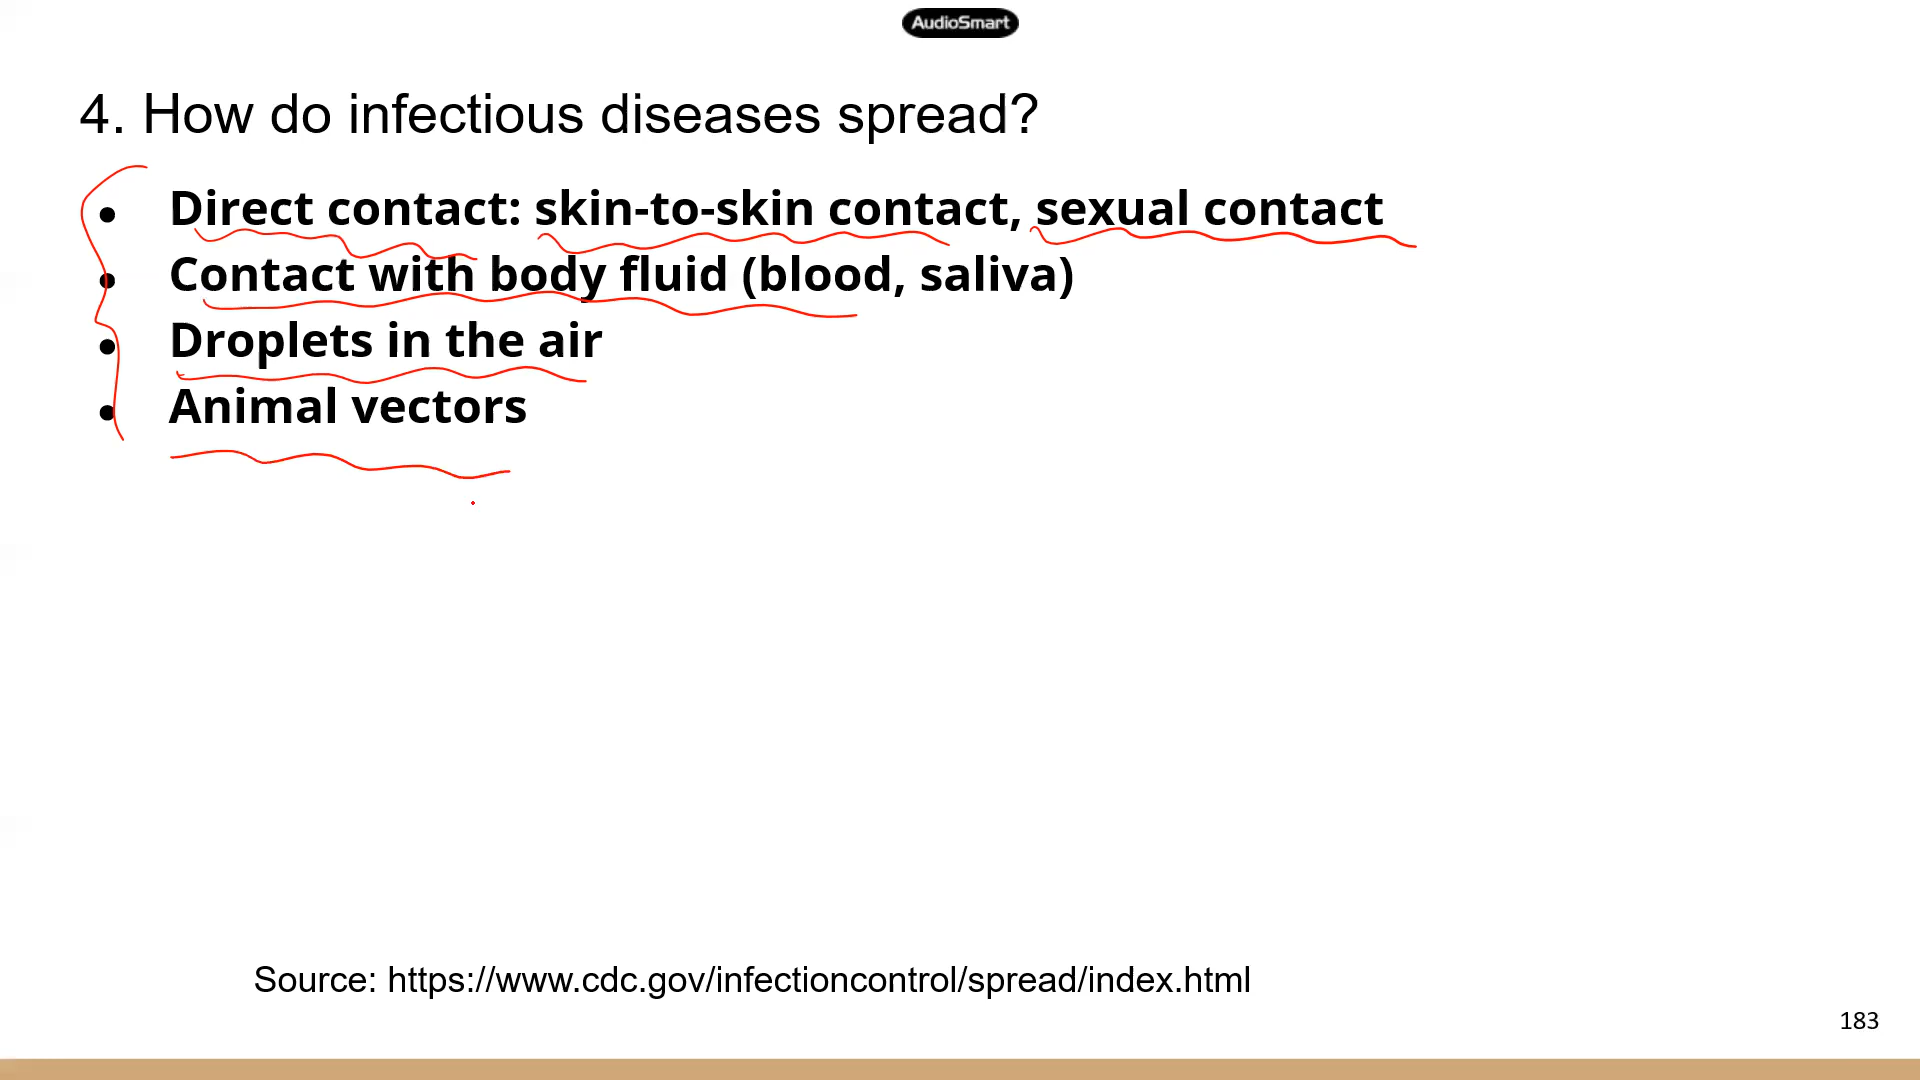 AudioSmart
4. How do infectious diseases spread?
• Direct contact: skin-to-skin contact, sexual contact
• Contact with body fluid (blood, saliva)
• Droplets in the air
• Animal vectors
Source: https://www.cdc.gov/infectioncontrol/spread/index.html
183